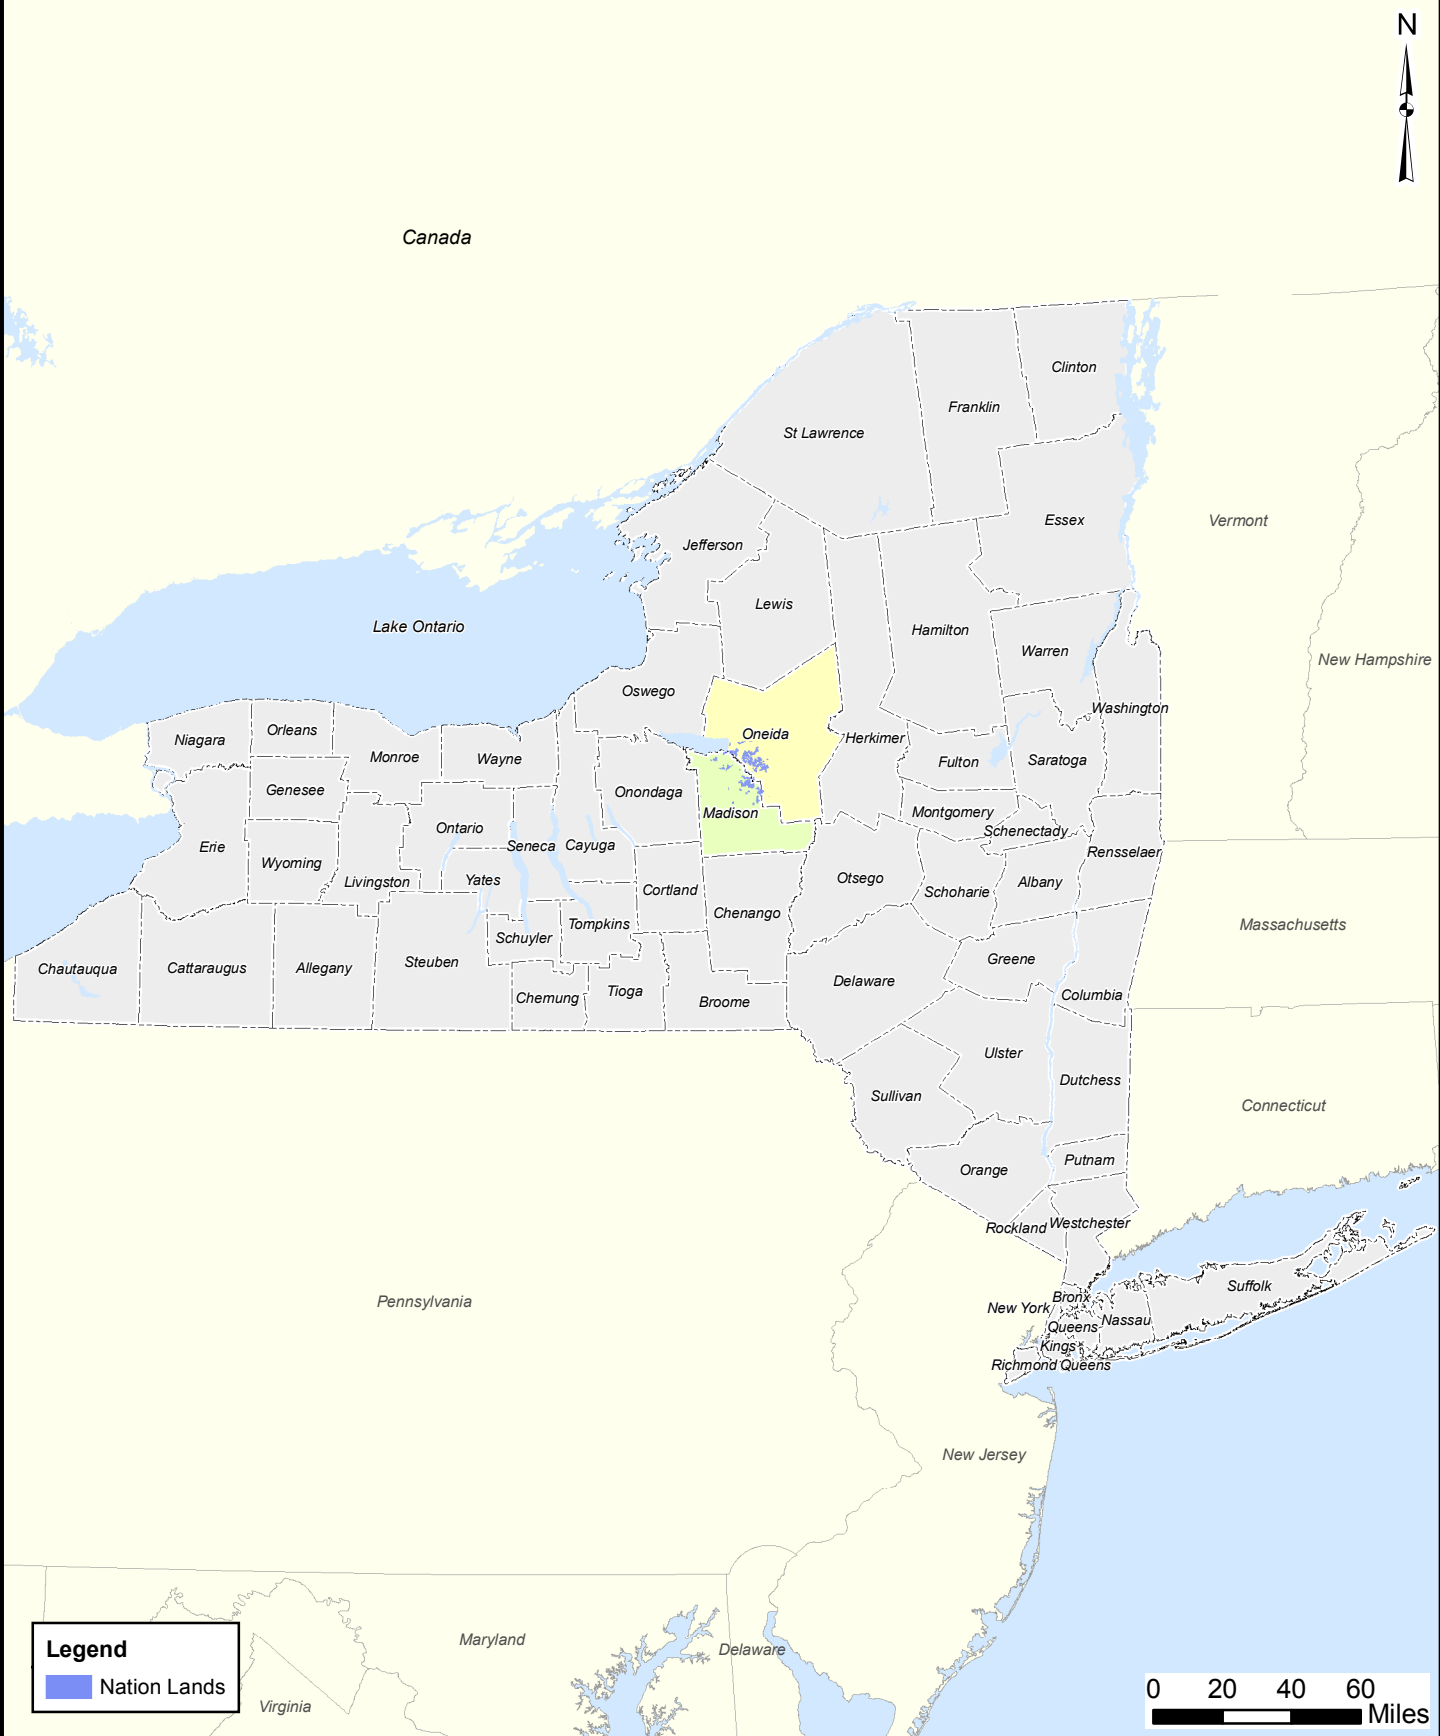 N
Canada
Clinton
Franklin
St Lawrence
Essex
Vermont
Jefferson
Lewis
Lake Ontario
Hamilton
Warren
New Hampshire
Oswego
Washington
Niagara
Orleans
Oneida
Herkimer
Monroe
Wayne
Fulton
Saratoga
Genesee
Onondaga
Madison
Montgomery
Ontario
Schenectady
Erie
Seneca
Cayuga
Rensselaer
Wyoming
Livingston
Yates
Cortland
Otsego
Schoharie
Albany
Chenango
Tompkins
Massachusetts
Schuyler
Chautauqua
Cattaraugus
Allegany
Steuben
Greene
Delaware
Chemung
Tioga
Broome
Columbia
Ulster
Dutchess
Sullivan
Connecticut
Orange
Putnam
Rockland
Westchester
Suffolk
Pennsylvania
Bronx
New York
Nassau
Queens
Kings
Richmond
Queens
New Jersey
Maryland
Delaware
Virginia
Legend
Nation Lands
0 20 40 60
Miles